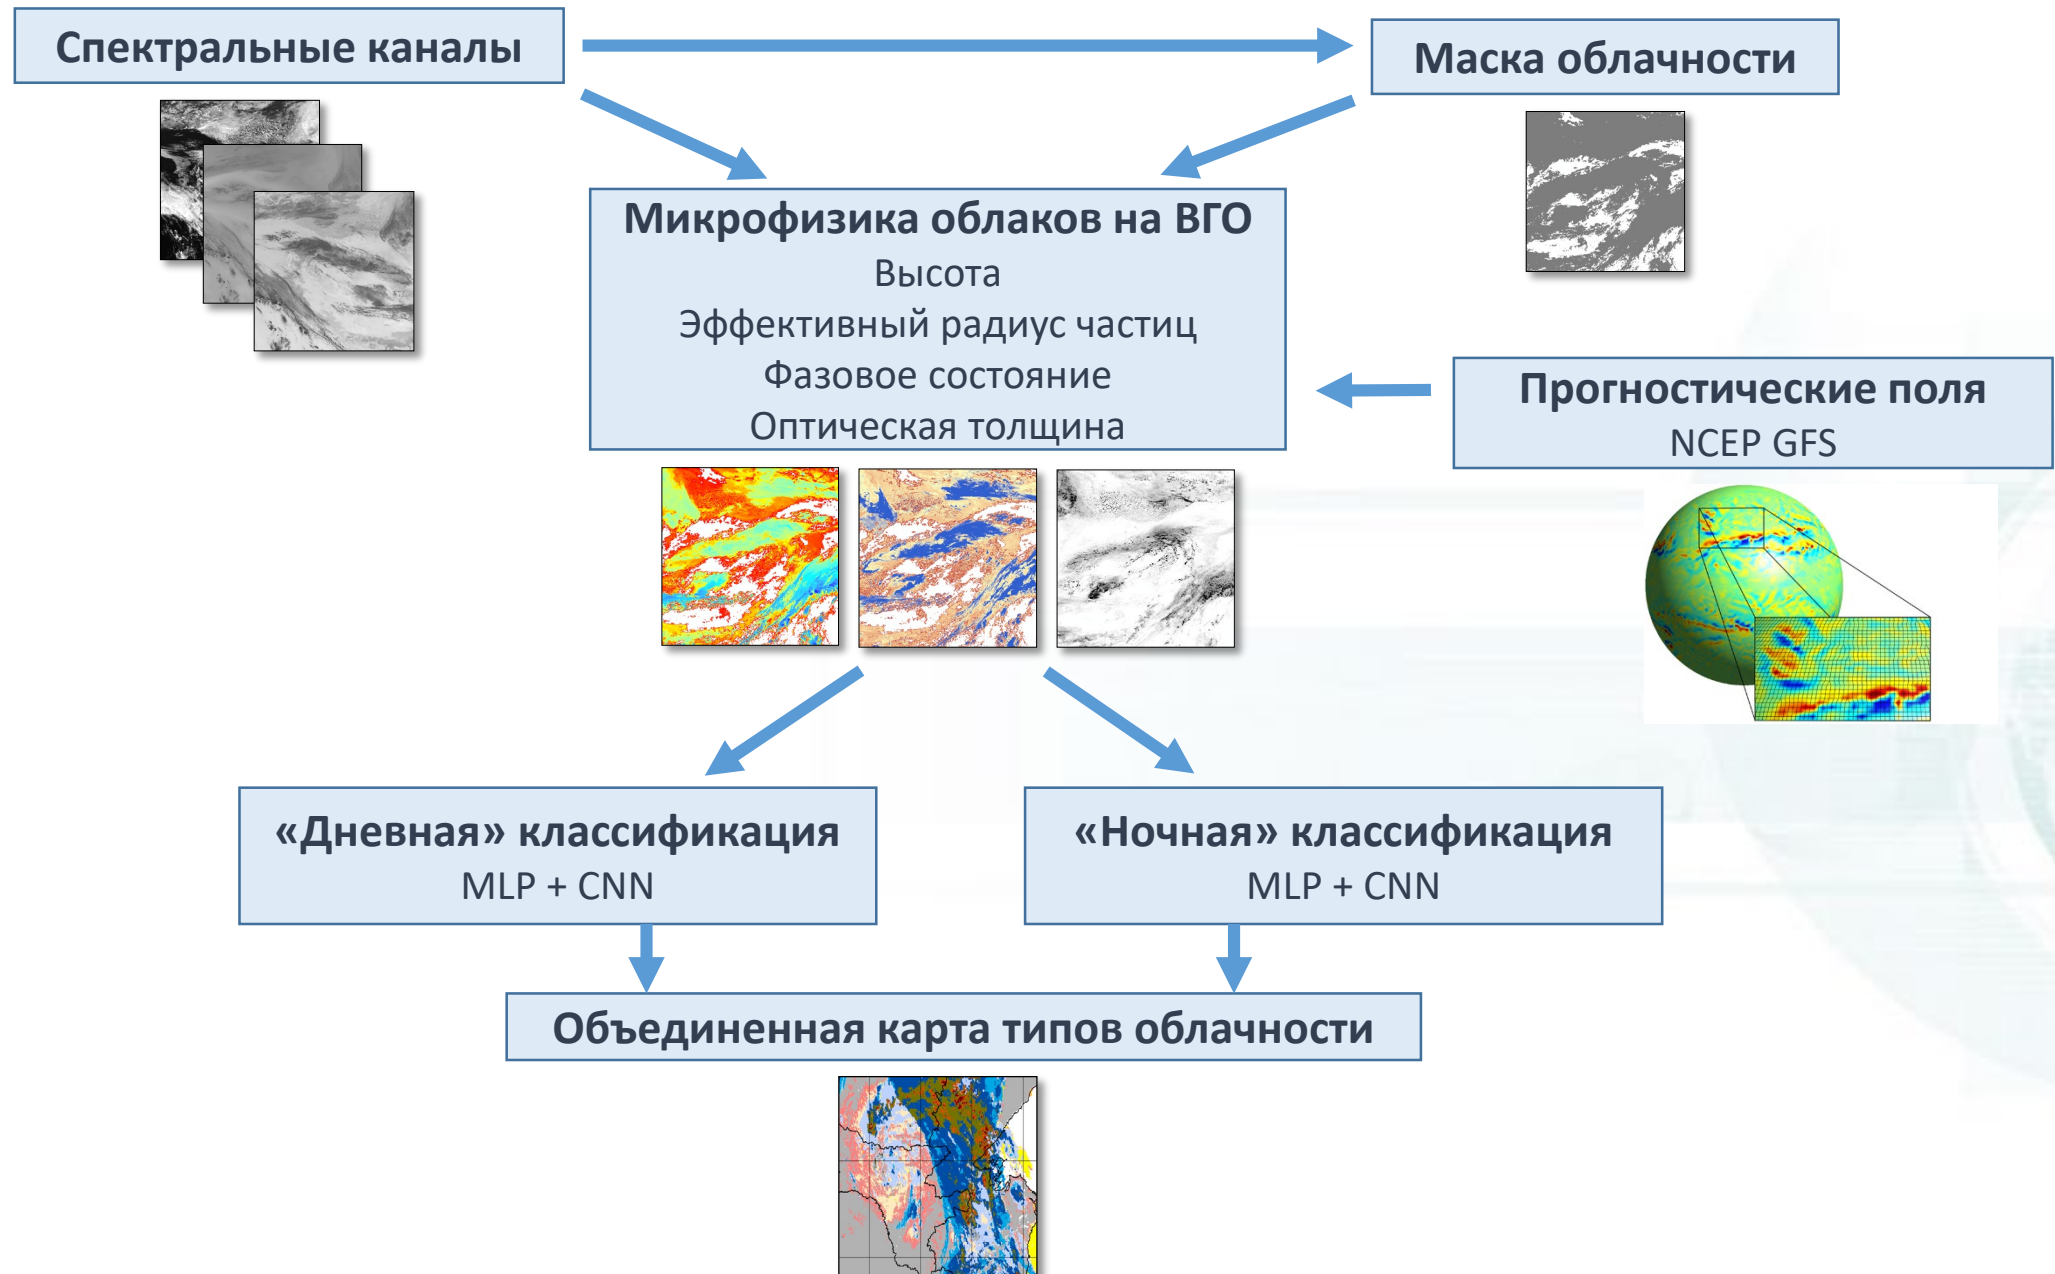 Спектральные каналы
Маска облачности
Микрофизика облаков на ВГО
Высота
Эффективный радиус частиц
Фазовое состояние
Оптическая толщина
Прогностические поля
NCEP GFS
«Дневная» классификация
MLP + CNN
«Ночная» классификация
MLP + CNN
Объединенная карта типов облачности